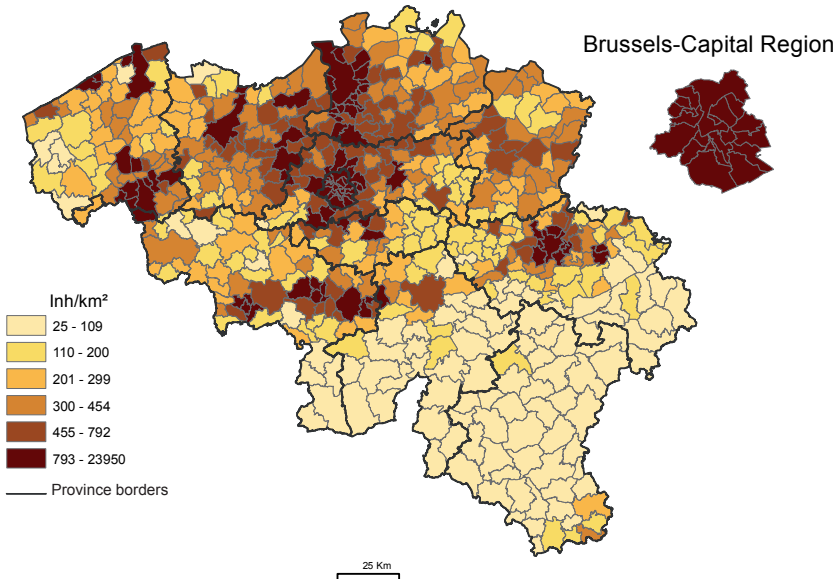 Brussels-Capital Region
Inh/km²
25 - 109
110 - 200
201 - 299
300 - 454
455 - 792
793 - 23950
Province borders
25 Km